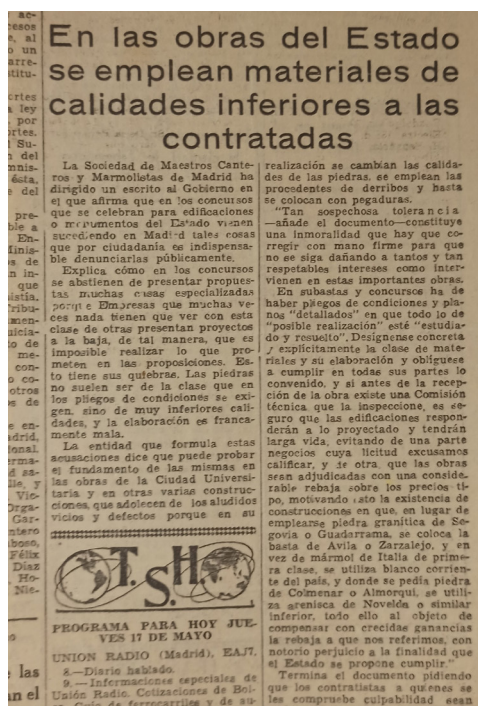 En las obras del Estado
se emplean materiales de
calidades inferiores a las
contratadas
La Sociedad de Maestros Cante-
ros y Marmolistas de Madrid ha
dirigido un escrito al Gobierno en
el que afirma que en los concursos
que se celebran para edificaciones
o monumentos del Estado vienen
sucediendo en Madrid tales cosas
que por ciudadanía es indispensa-
ble denunciarlas públicamente.
Explica cómo en los concursos
se abstienen de presentar propues-
tas muchas casas especializadas
porque Empresas que muchas ve-
ces nada tienen que ver con esta
clase de otras presentan proyectos
a la baja, de tal manera, que es
imposible realizar lo que pro-
meten en las proposiciones. Es-
to tiene sus quiebras. Las piedras
no suelen ser de la clase que en
los pliegos de condiciones se exi-
gen, sino de muy inferiores cali-
dades, y la elaboración es franca-
mente mala.
La entidad que formula estas
acusaciones dice que puede probar
el fundamento de las mismas en
las obras de la Ciudad Universi-
taria y en otras varias construc-
ciones, que adolecen de los aludidos
vicios y defectos porque en su
realización se cambian las calida-
des de las piedras, se emplean las
procedentes de derribos y hasta
se colocan con pegaduras.
"Tan sospechosa tolerancia
—añade el documento—constituye
una inmoralidad que hay que co-
rregir con mano firme para que
no se siga dañando a tantos y tan
respetables intereses como inter-
vienen en estas importantes obras.
En subastas y concursos ha de
haber pliegos de condiciones y pla-
nos "detallados" en que todo lo de
"posible realización" esté "estudia-
do y resuelto". Desígnense concreta
y explícitamente la clase de mate-
riales y su elaboración y oblíguese
a cumplir en todas sus partes lo
convenido, y si antes de la recep-
ción de la obra existe una Comisión
técnica que la inspeccione, es se-
guro que las edificaciones respon-
derán a lo proyectado y tendrán
larga vida, evitando de una parte
negocios cuya licitud excusamos
calificar, y de otra, que las obras
sean adjudicadas con una conside-
rable rebaja sobre los precios ti-
po, motivando esto la existencia de
construcciones en que, en lugar de
emplearse piedra granítica de Se-
govia o Guadarrama, se coloca la
basta de Avila o Zarzalejo, y en
vez de mármol de Italia de prime-
ra clase, se utiliza blanco corrien-
te del país, y donde se pedía piedra
de Colmenar o Almorquí, se utili-
za arenisca de Novelda o similar
inferior, todo ello al objeto de
compensar con crecidas ganancias
la rebaja a que nos referimos, con
notorio perjuicio a la finalidad que
el Estado se propone cumplir."
Termina el documento pidiendo
que los contratistas a quienes se
les compruebe culpabilidad sean
T. S. H.
PROGRAMA PARA HOY JUE-
VES 17 DE MAYO
UNION RADIO (Madrid), EAJ7.
8.—Diario hablado.
9.—Informaciones especiales de
Unión Radio. Cotizaciones de Bol-